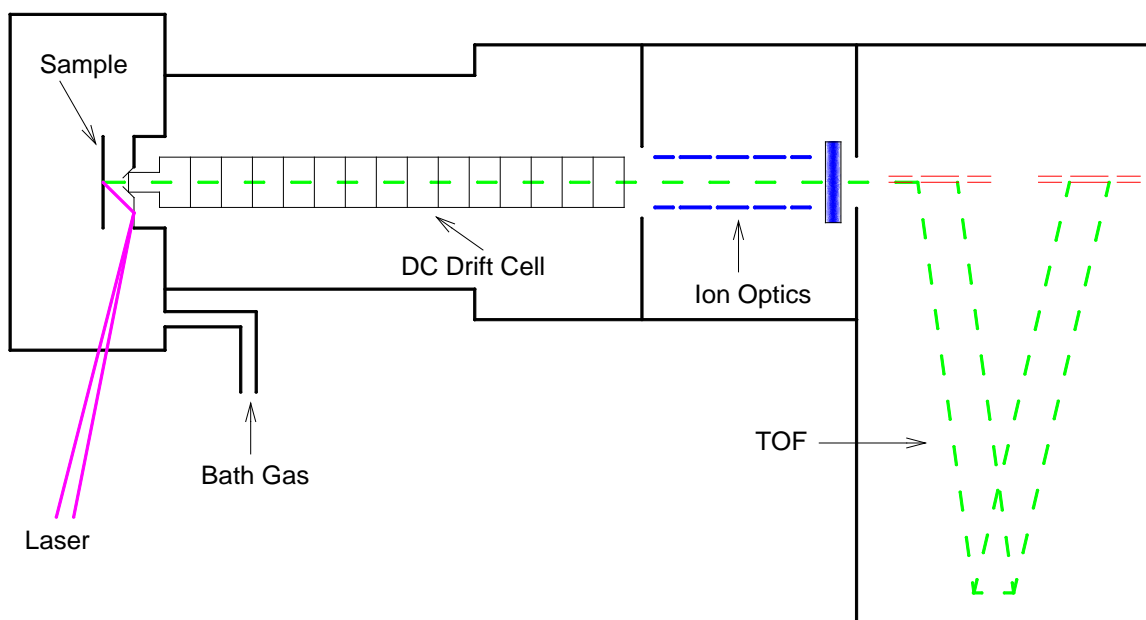 Sample
DC Drift Cell
Ion Optics
TOF
Bath Gas
Laser